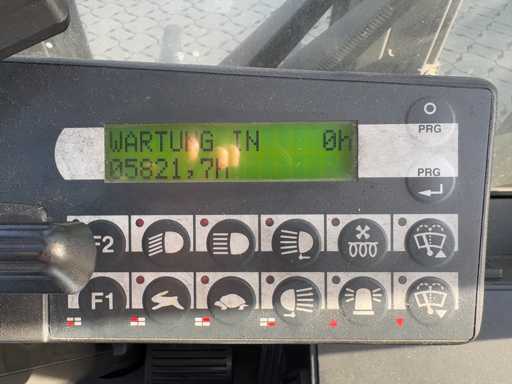 WARTUNG IN 0h
05821,7H
PRG
PRG
F2
F1